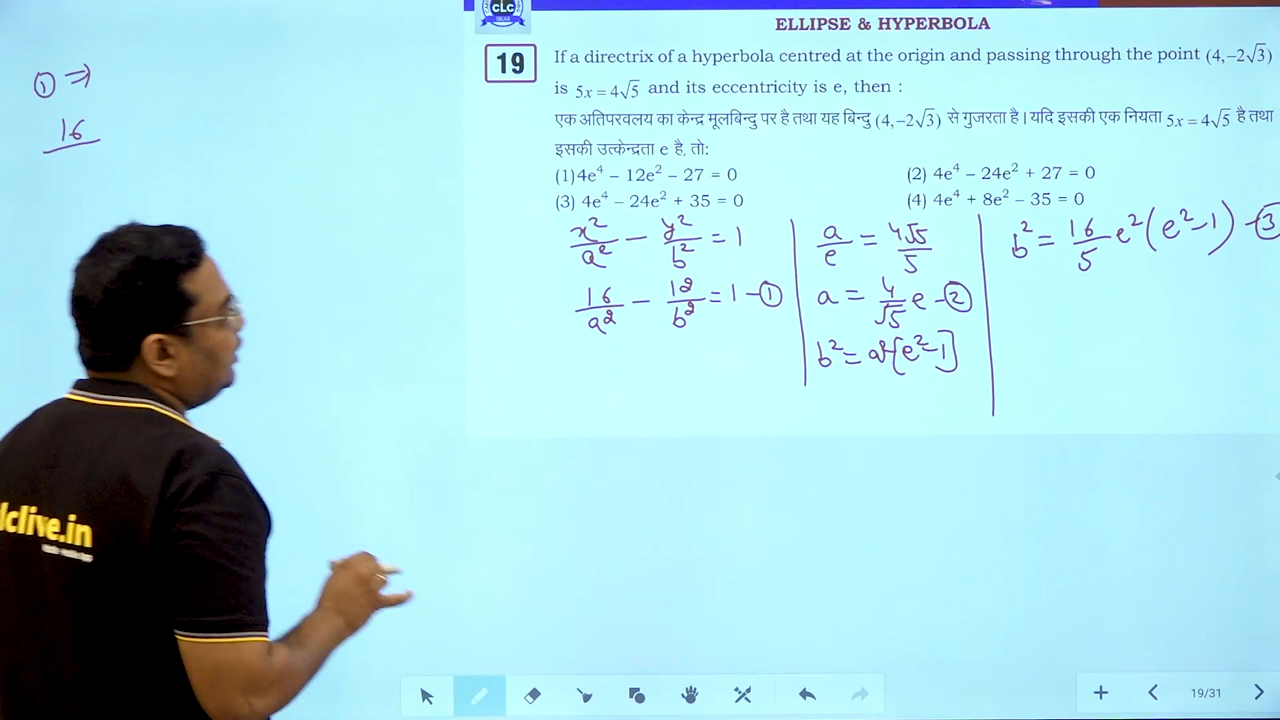 CLC
SIKAR
ELLIPSE & HYPERBOLA
19
If a directrix of a hyperbola centred at the origin and passing through the point (4,−2√3)
is 5x = 4√5 and its eccentricity is e, then :
एक अतिपरवलय का केन्द्र मूलबिन्दु पर है तथा यह बिन्दु (4,−2√3) से गुजरता है। यदि इसकी एक नियता 5x = 4√5 है तथा
इसकी उत्केन्द्रता e है, तो:
(1) 4e⁴ − 12e² − 27 = 0
(2) 4e⁴ − 24e² + 27 = 0
(3) 4e⁴ − 24e² + 35 = 0
(4) 4e⁴ + 8e² − 35 = 0
① ⇒
16
x²/a² − y²/b² = 1
16/a² − 12/b² = 1 −①
a/e = 4√5/5
a = 4/√5 e −②
b² = a²[e²−1]
b² = 16/5 e²(e²−1) −③
lclive.in
19/31